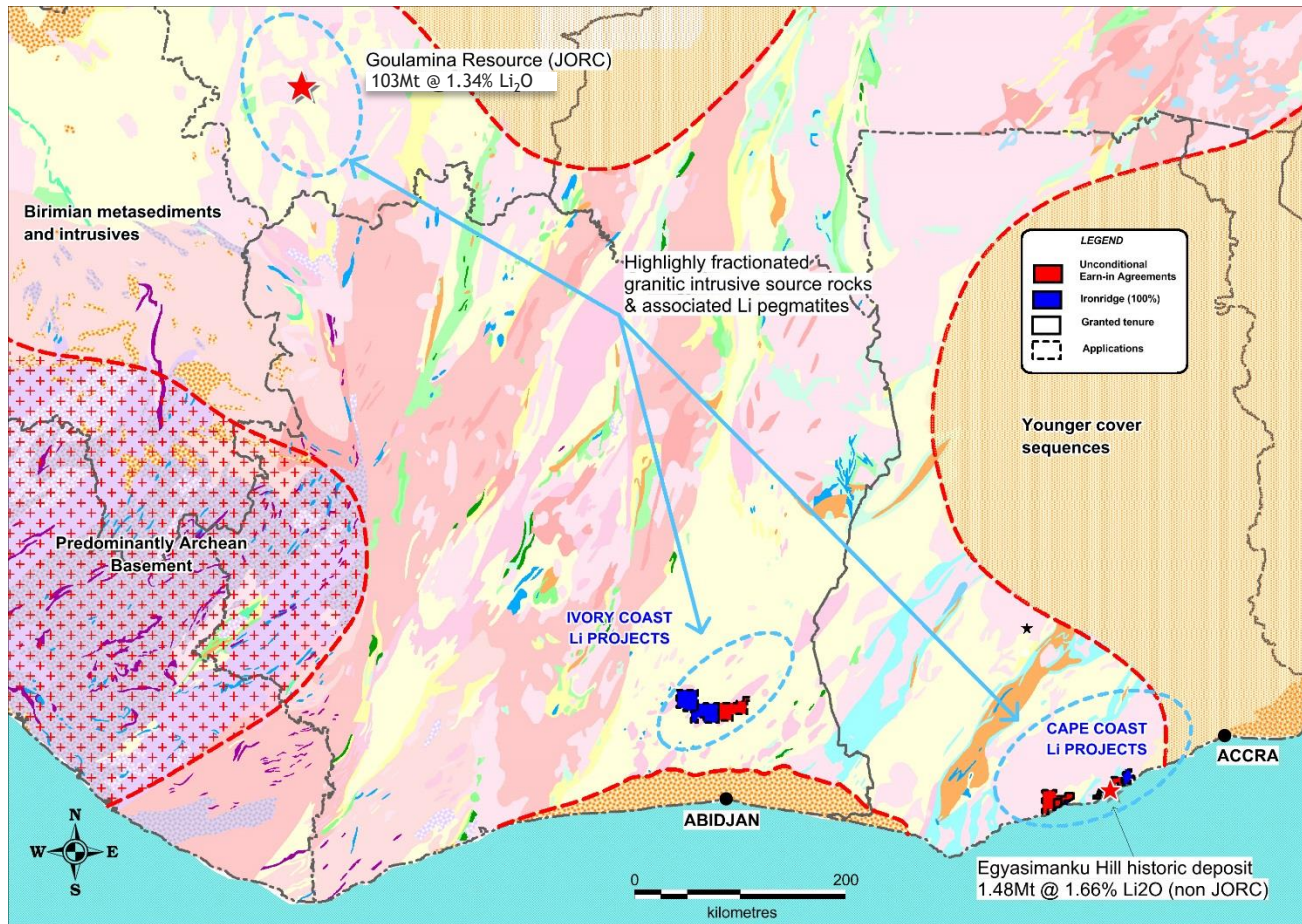 Goulamina Resource (JORC)
103Mt @ 1.34% Li₂O
Birimian metasediments
and intrusives
Highlighly fractionated
granitic intrusive source rocks
& associated Li pegmatites
LEGEND
Unconditional
Earn-in Agreements
Ironridge (100%)
Granted tenure
Applications
Younger cover
sequences
Predominantly Archean
Basement
IVORY COAST
Li PROJECTS
CAPE COAST
Li PROJECTS
ACCRA
ABIDJAN
N
W E
S
Egyasimanku Hill historic deposit
1.48Mt @ 1.66% Li2O (non JORC)
0 200
kilometres